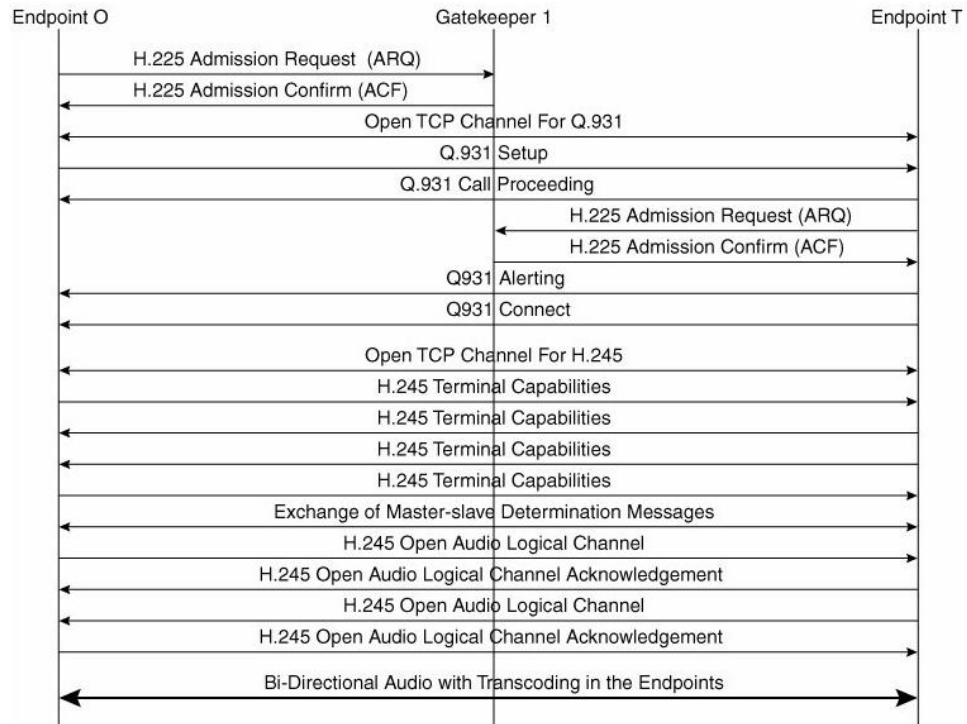 Endpoint O Gatekeeper 1 Endpoint T
H.225 Admission Request (ARQ)
H.225 Admission Confirm (ACF)
Open TCP Channel For Q.931
Q.931 Setup
Q.931 Call Proceeding
H.225 Admission Request (ARQ)
H.225 Admission Confirm (ACF)
Q931 Alerting
Q931 Connect
Open TCP Channel For H.245
H.245 Terminal Capabilities
H.245 Terminal Capabilities
H.245 Terminal Capabilities
H.245 Terminal Capabilities
Exchange of Master-slave Determination Messages
H.245 Open Audio Logical Channel
H.245 Open Audio Logical Channel Acknowledgement
H.245 Open Audio Logical Channel
H.245 Open Audio Logical Channel Acknowledgement
Bi-Directional Audio with Transcoding in the Endpoints